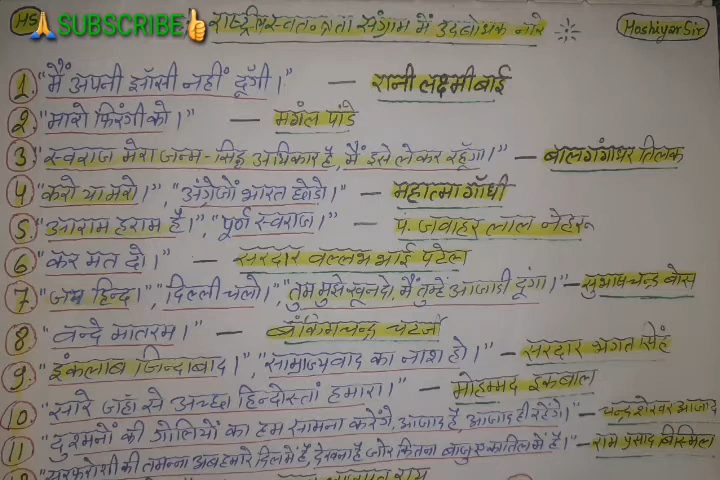 HS 🙏SUBSCRIBE👍 राष्ट्रीय स्वतन्त्रता संग्राम में उदबोधक नारे Hoshiyar Sir
1. "मैं अपनी झाँसी नहीं दूँगी।" — रानी लक्ष्मीबाई
2. "मारो फिरंगी को।" — मगंल पांडे
3. "स्वराज मेरा जन्म-सिद्ध अधिकार है, मैं इसे लेकर रहूँगा।" — बालगंगाधर तिलक
4. "करो या मरो।", "अंग्रेजों भारत छोडो।" — महात्मा गाँधी
5. "आराम हराम है।", "पूर्ण स्वराज।" — पं. जवाहर लाल नेहरू
6. "कर मत दो।" — सरदार वल्लभ भाई पटेल
7. "जय हिन्द।", "दिल्ली चलो।", "तुम मुझे खून दो, मैं तुम्हें आजादी दूंगा।" — सुभाषचन्द्र बोस
8. "वन्दे मातरम।" — बंकिमचन्द्र चटर्जी
9. "इंकलाब जिन्दाबाद।", "साम्राज्यवाद का नाश हो।" — सरदार भगत सिहं
10. "सारे जहाँ से अच्छा हिन्दोस्तां हमारा।" — मोहम्मद इकबाल
11. "दुश्मनों की गोलियों का हम सामना करेंगे, आजाद है, आजाद ही रहेंगे।" — चन्द्रशेखर आजाद
"सरफरोशी की तमन्ना अब हमारे दिल में है, देखना है जोर कितना बाजु ए कातिल में है।" — राम प्रसाद बिस्मिल